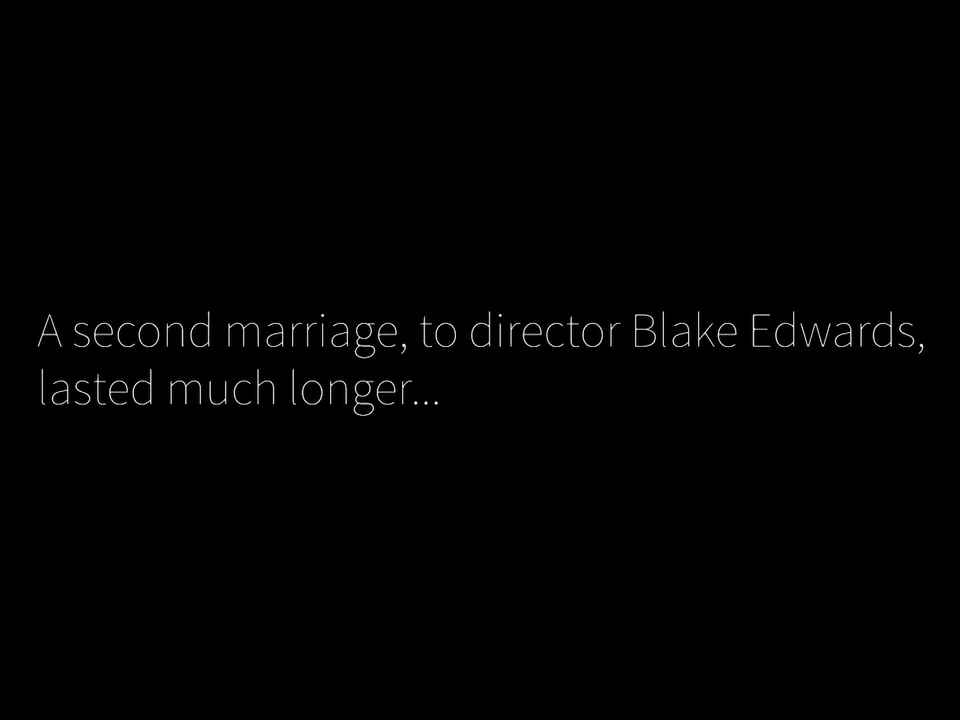 A second marriage, to director Blake Edwards,
lasted much longer...